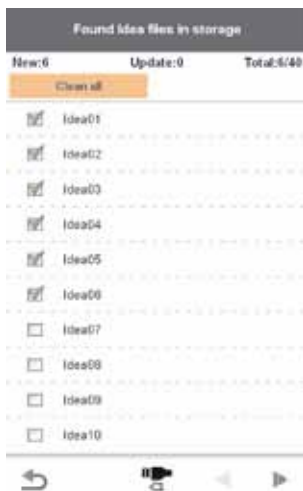 Found Idea files in storage
New:6 Update:0 Total:6/40
Clean all
Idea01
Idea02
Idea03
Idea04
Idea05
Idea06
Idea07
Idea08
Idea09
Idea10